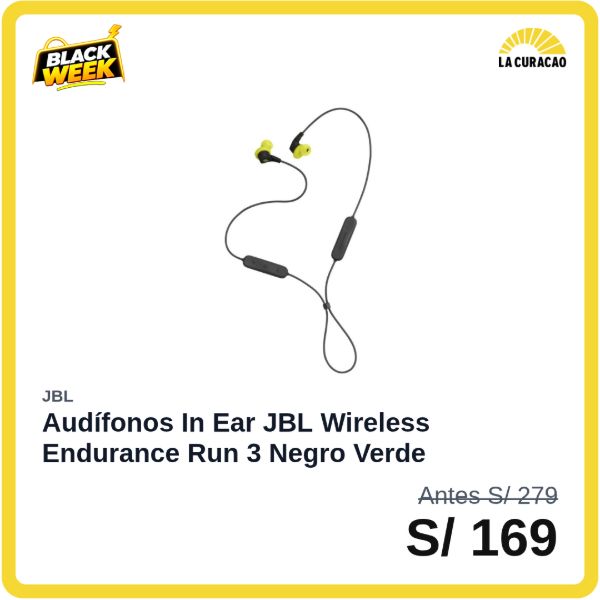 BLACK
WEEK
LA CURACAO
JBL
Audífonos In Ear JBL Wireless
Endurance Run 3 Negro Verde
Antes S/ 279
S/ 169